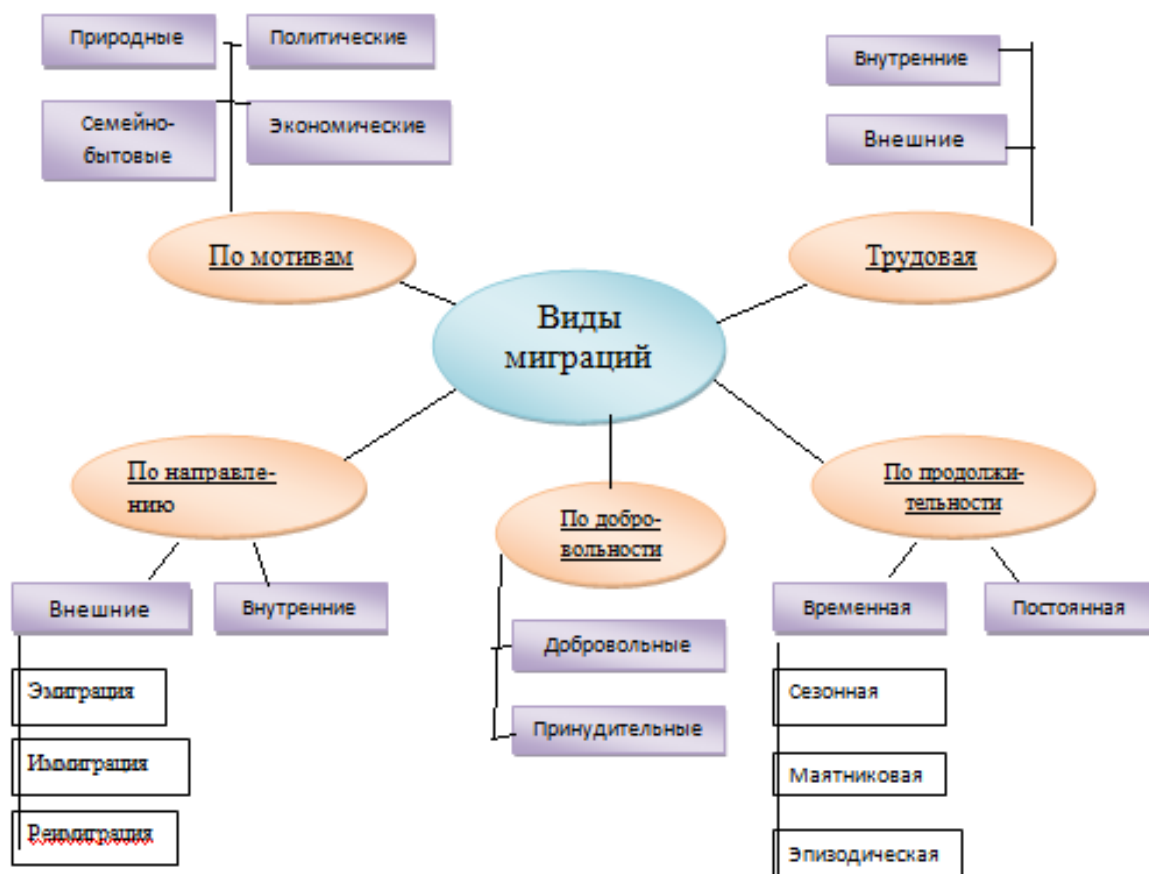 Природные
Политические
Семейно-
бытовые
Экономические
Внутренние
Внешние
По мотивам
Трудовая
Виды
миграций
По направле-
нию
По добро-
вольности
По продолжи-
тельности
Внешние
Внутренние
Эмиграция
Иммиграция
Реимиграция
Добровольные
Принудительные
Временная
Постоянная
Сезонная
Маятниковая
Эпизодическая